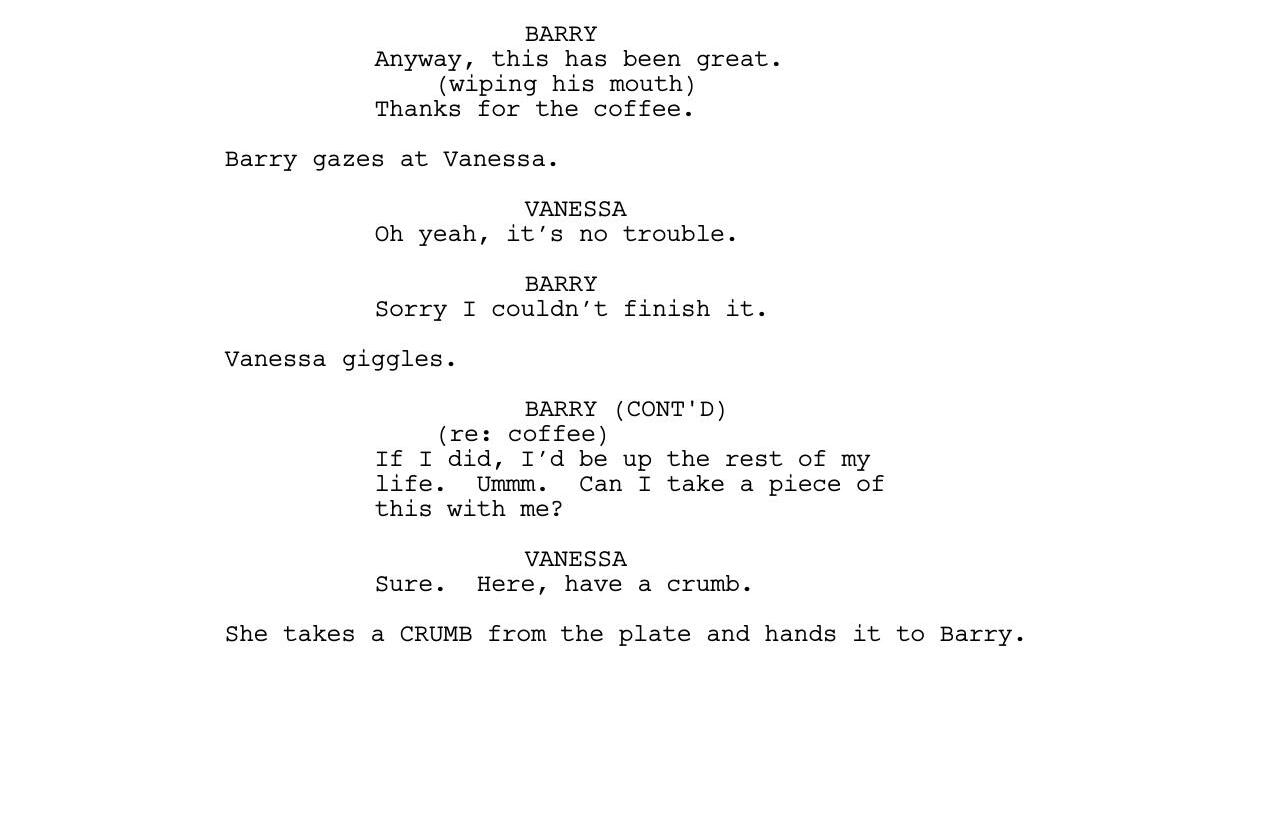 BARRY
Anyway, this has been great.
(wiping his mouth)
Thanks for the coffee.
Barry gazes at Vanessa.
VANESSA
Oh yeah, it’s no trouble.
BARRY
Sorry I couldn’t finish it.
Vanessa giggles.
BARRY (CONT'D)
(re: coffee)
If I did, I’d be up the rest of my
life.  Ummm.  Can I take a piece of
this with me?
VANESSA
Sure.  Here, have a crumb.
She takes a CRUMB from the plate and hands it to Barry.